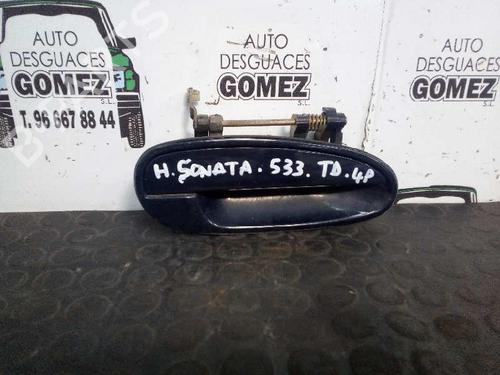 AUTO
DESGUACES
GOMEZ
S.L.
T. 96 667 88 44
AUTO
DESGUACES
GOMEZ
S.L.
AUTO
DESGUACES
GOMEZ
S.L.
H. SONATA. 533. TD. 4P